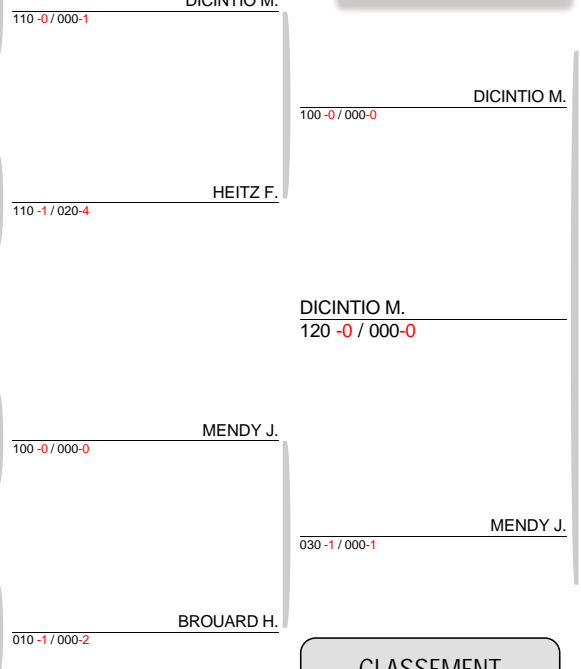 DICINTIO M.
110 -0 / 000-1
DICINTIO M.
100 -0 / 000-0
HEITZ F.
110 -1 / 020-4
DICINTIO M.
120 -0 / 000-0
MENDY J.
100 -0 / 000-0
MENDY J.
030 -1 / 000-1
BROUARD H.
010 -1 / 000-2
CLASSEMENT